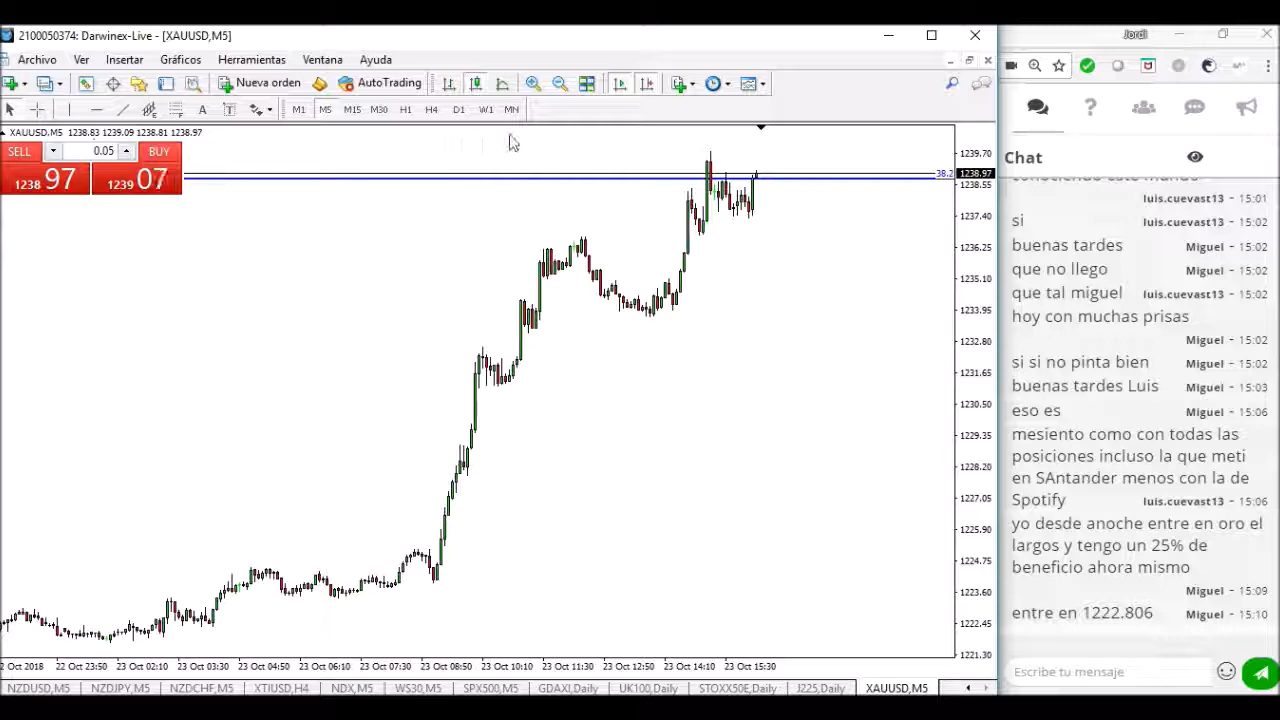 2100050374: Darwinex-Live - [XAUUSD,M5]
Jordi
Archivo Ver Insertar Gráficos Herramientas Ventana Ayuda
Nueva orden AutoTrading
M1 M5 M15 M30 H1 H4 D1 W1 MN
XAUUSD,M5 1238.83 1239.09 1238.81 1238.97
SELL 0.05 BUY
1238 97 1239 07
38.2
1239.70
1238.97
1238.55
1237.40
1236.25
1235.10
1233.95
1232.80
1231.65
1230.50
1229.35
1228.20
1227.05
1225.90
1224.75
1223.60
1222.45
1221.30
22 Oct 2018 22 Oct 23:50 23 Oct 02:10 23 Oct 03:30 23 Oct 04:50 23 Oct 06:10 23 Oct 07:30 23 Oct 08:50 23 Oct 10:10 23 Oct 11:30 23 Oct 12:50 23 Oct 14:10 23 Oct 15:30
NZDUSD,M5 NZDJPY,M5 NZDCHF,M5 XTIUSD,H4 NDX,M5 WS30,M5 SPX500,M5 GDAXI,Daily UK100,Daily STOXX50E,Daily J225,Daily XAUUSD,M5
Chat
luis.cuevast13 - 15:01
si
luis.cuevast13 - 15:02
buenas tardes
Miguel - 15:02
que no llego
Miguel - 15:02
que tal miguel
luis.cuevast13 - 15:02
hoy con muchas prisas
Miguel - 15:02
si si no pinta bien
Miguel - 15:02
buenas tardes Luis
Miguel - 15:03
eso es
Miguel - 15:06
mesiento como con todas las
posiciones incluso la que meti
en SAntander menos con la de
Spotify
luis.cuevast13 - 15:06
yo desde anoche entre en oro el
largos y tengo un 25% de
beneficio ahora mismo
Miguel - 15:09
entre en 1222.806
Miguel - 15:10
Escribe tu mensaje